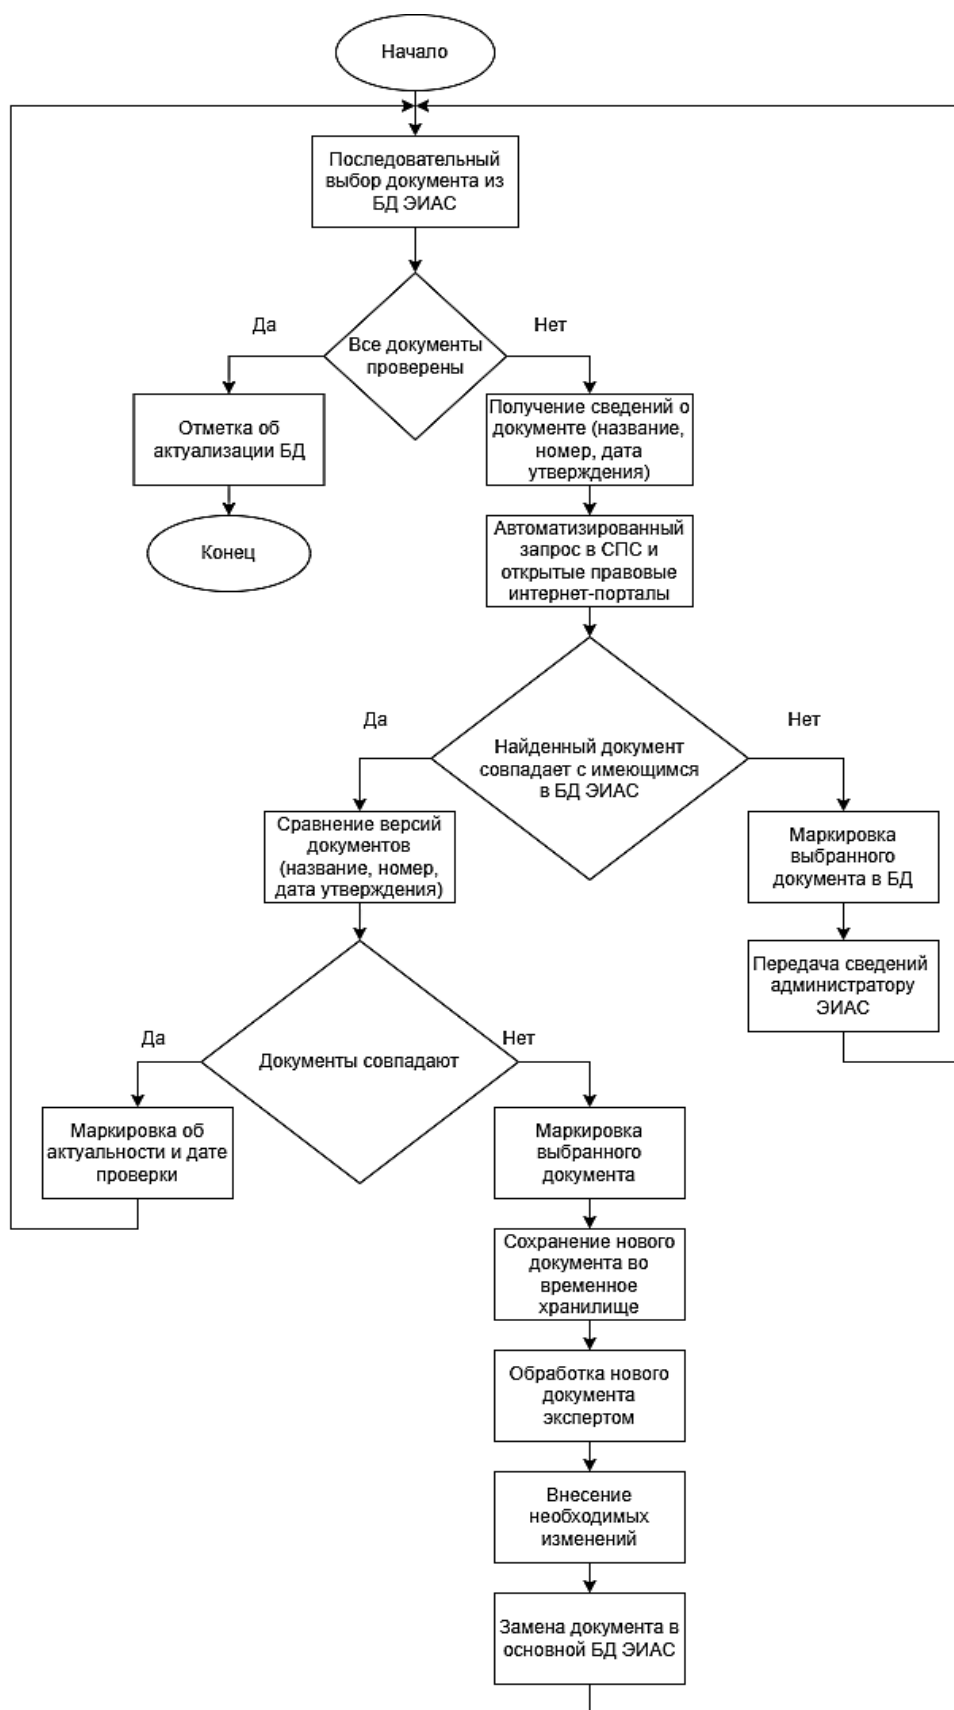 Начало
Последовательный
выбор документа из
БД ЭИАС
Да
Нет
Все документы
проверены
Отметка об
актуализации БД
Получение сведений о
документе (название,
номер, дата
утверждения)
Конец
Автоматизированный
запрос в СПС и
открытые правовые
интернет-порталы
Да
Нет
Найденный документ
совпадает с имеющимся
в БД ЭИАС
Сравнение версий
документов
(название, номер,
дата утверждения)
Маркировка
выбранного
документа в БД
Передача сведений
администратору
ЭИАС
Да
Нет
Документы совпадают
Маркировка об
актуальности и дате
проверки
Маркировка
выбранного
документа
Сохранение нового
документа во
временное
хранилище
Обработка нового
документа
экспертом
Внесение
необходимых
изменений
Замена документа в
основной БД ЭИАС